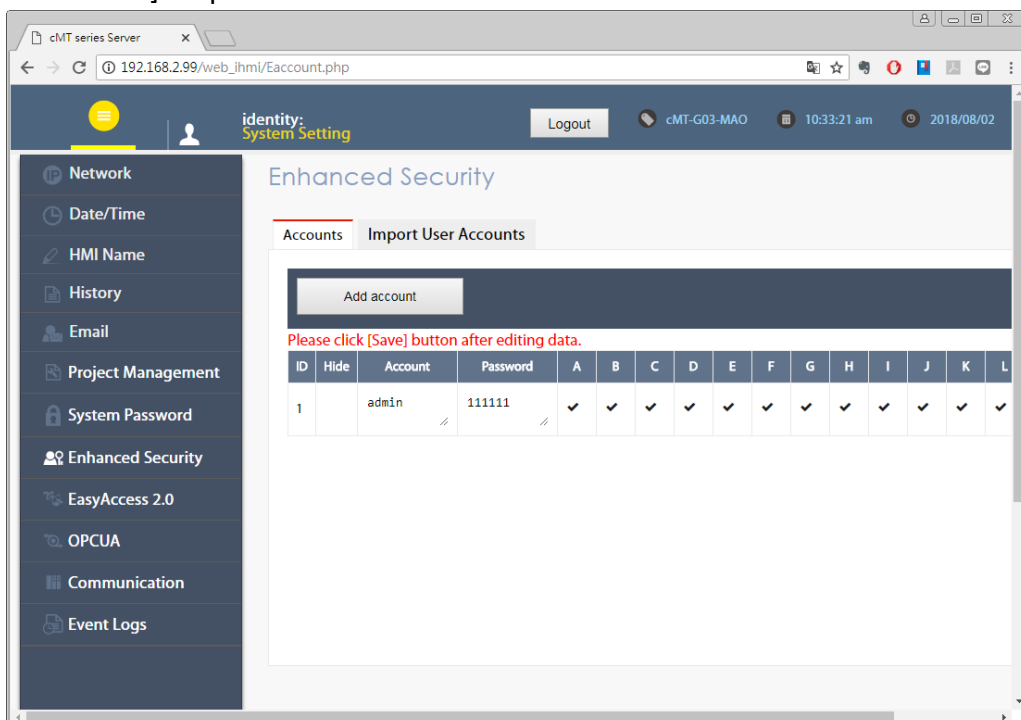 cMT series Server
192.168.2.99/web_ihmi/Eaccount.php
identity:
System Setting
Logout
cMT-G03-MAO
10:33:21 am
2018/08/02
Network
Date/Time
HMI Name
History
Email
Project Management
System Password
Enhanced Security
EasyAccess 2.0
OPCUA
Communication
Event Logs
Enhanced Security
Accounts Import User Accounts
Add account
Please click [Save] button after editing data.
ID Hide Account Password A B C D E F G H I J K L
1 admin 111111